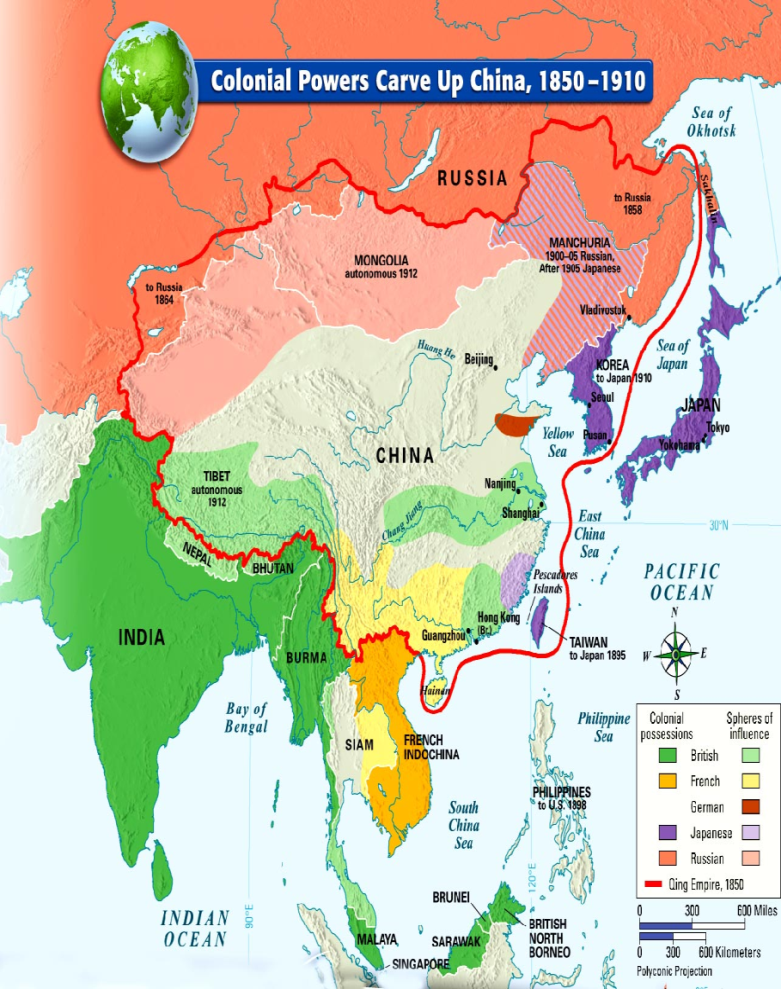 Colonial Powers Carve Up China, 1850–1910
Sea of
Okhotsk
RUSSIA
to Russia
1858
Sakhalin
MANCHURIA
1900–05 Russian,
After 1905 Japanese
MONGOLIA
autonomous 1912
to Russia
1864
Vladivostok
Huang He
Beijing
Sea of
Japan
KOREA
to Japan 1910
Seoul
JAPAN
Tokyo
Yokohama
Pusan
Yellow
Sea
CHINA
TIBET
autonomous
1912
Nanjing
Shanghai
Chang Jiang
East
China
Sea
30°N
NEPAL
BHUTAN
Pescadores
Islands
PACIFIC
OCEAN
N
W
E
S
INDIA
BURMA
Guangzhou
Hong Kong
(Br.)
TAIWAN
to Japan 1895
Hainan
Bay of
Bengal
SIAM
FRENCH
INDOCHINA
Philippine
Sea
PHILIPPINES
to U.S. 1898
South
China
Sea
120°E
90°E
INDIAN
OCEAN
BRUNEI
MALAYA
SARAWAK
SINGAPORE
BRITISH
NORTH
BORNEO
Colonial
possessions
Spheres of
influence
British
French
German
Japanese
Russian
Qing Empire, 1850
0 300 600 Miles
0 300 600 Kilometers
Polyconic Projection